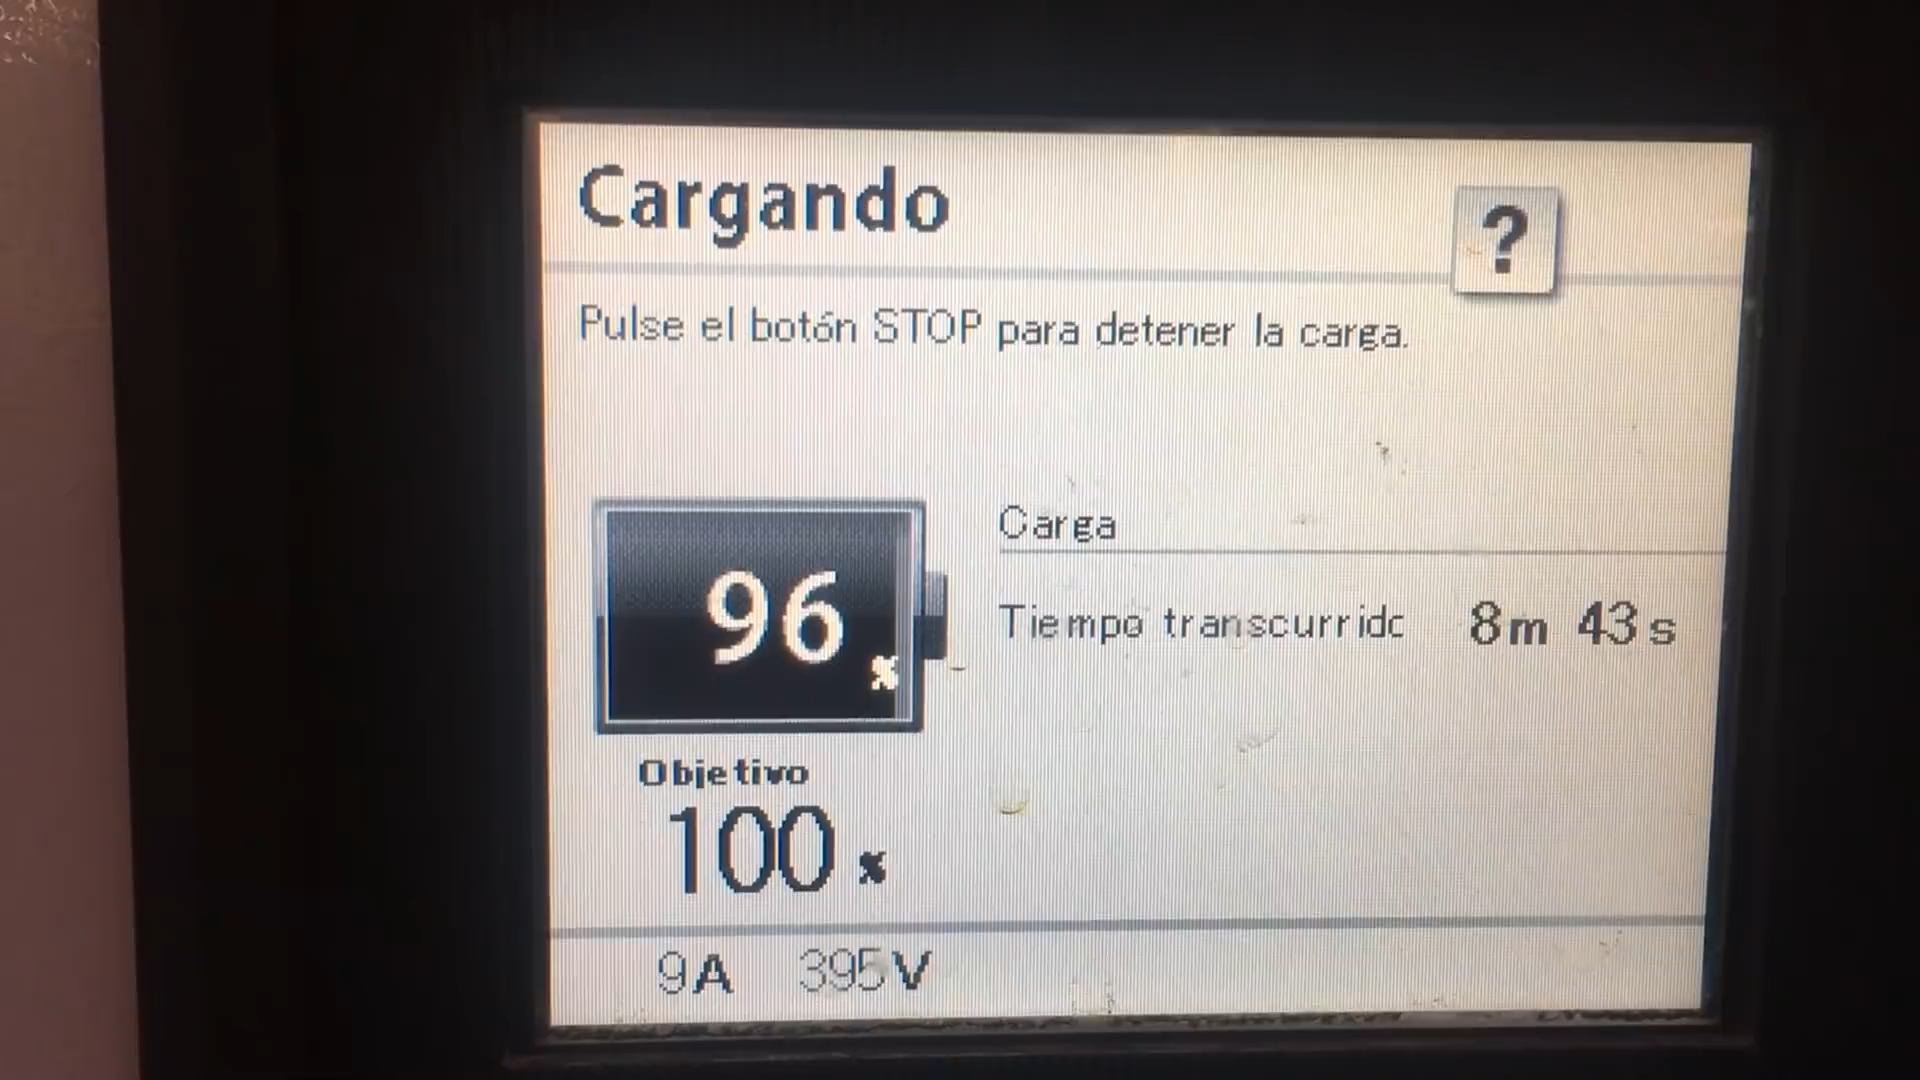 Cargando
?
Pulse el botón STOP para detener la carga.
Carga
96 %
Tiempo transcurrido 8m 43s
Objetivo
100 %
9A 395V